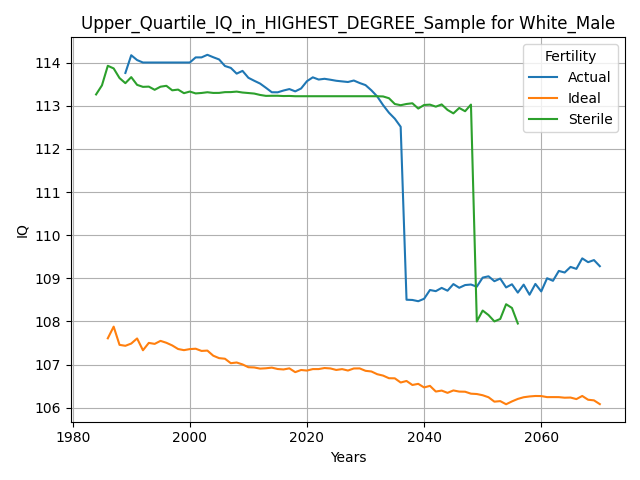 Upper_Quartile_IQ_in_HIGHEST_DEGREE_Sample for White_Male
Fertility
Actual
Ideal
Sterile
IQ
114
113
112
111
110
109
108
107
106
1980 2000 2020 2040 2060
Years